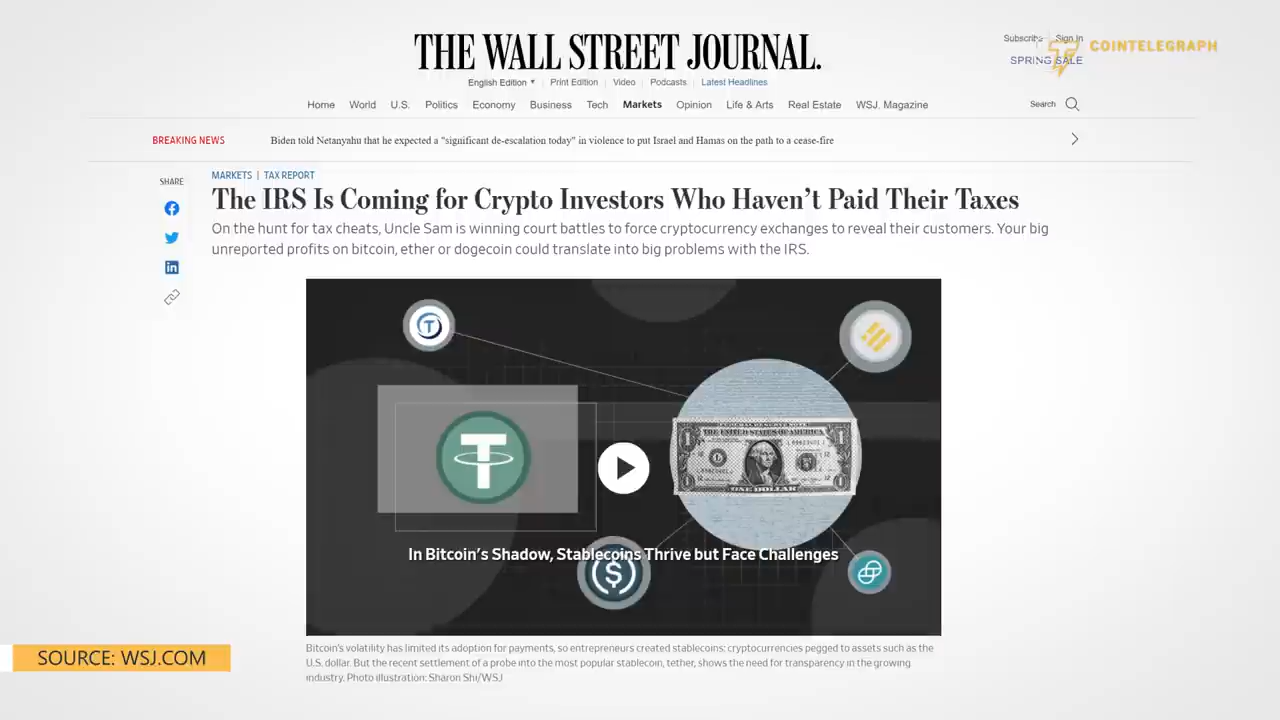 THE WALL STREET JOURNAL.
Subscribe Sign In
COINTELEGRAPH
SPRING SALE
English Edition Print Edition Video Podcasts Latest Headlines
Home World U.S. Politics Economy Business Tech Markets Opinion Life & Arts Real Estate WSJ. Magazine Search
BREAKING NEWS Biden told Netanyahu that he expected a "significant de-escalation today" in violence to put Israel and Hamas on the path to a cease-fire
MARKETS | TAX REPORT
SHARE
The IRS Is Coming for Crypto Investors Who Haven't Paid Their Taxes
On the hunt for tax cheats, Uncle Sam is winning court battles to force cryptocurrency exchanges to reveal their customers. Your big
unreported profits on bitcoin, ether or dogecoin could translate into big problems with the IRS.
THE UNITED STATES OF AMERICA
ONE DOLLAR
In Bitcoin's Shadow, Stablecoins Thrive but Face Challenges
Bitcoin's volatility has limited its adoption for payments, so entrepreneurs created stablecoins: cryptocurrencies pegged to assets such as the
U.S. dollar. But the recent settlement of a probe into the most popular stablecoin, tether, shows the need for transparency in the growing
industry. Photo illustration: Sharon Shi/WSJ
SOURCE: WSJ.COM